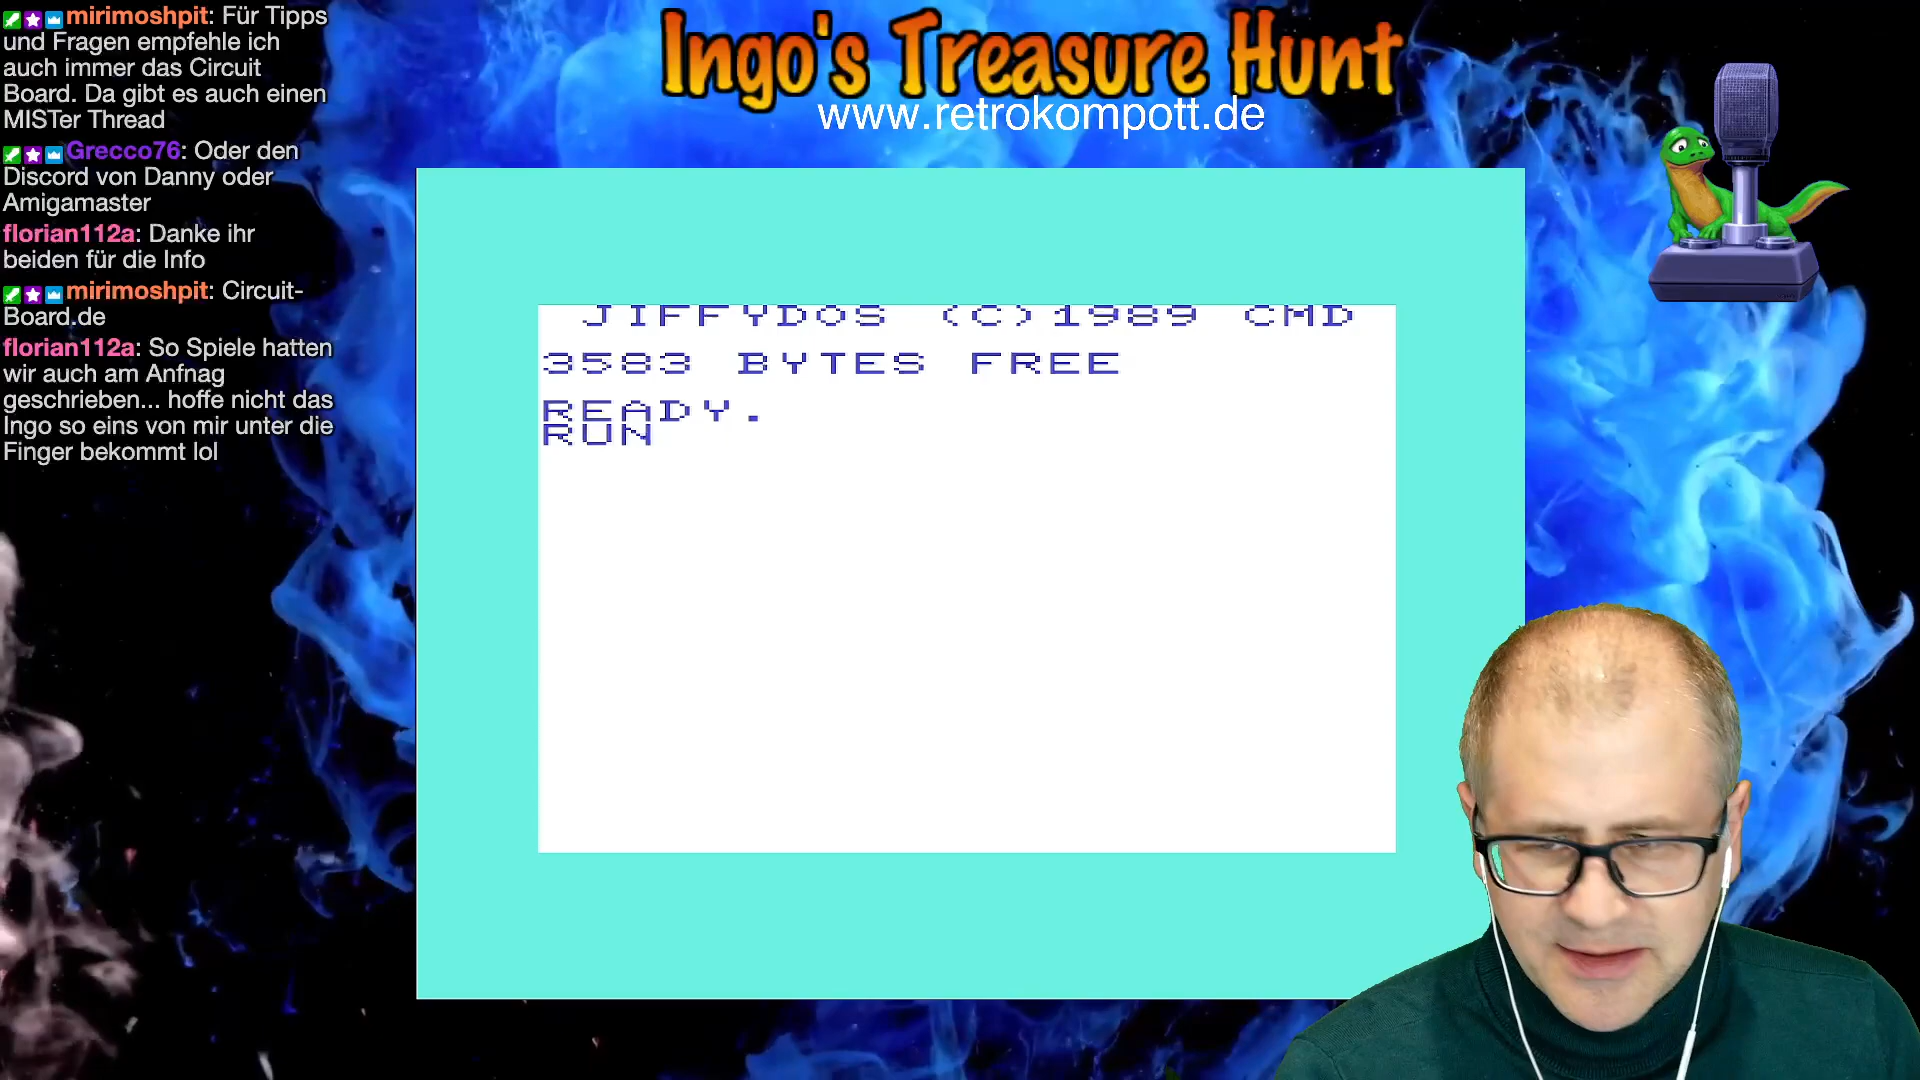 mirimoshpit: Für Tipps
und Fragen empfehle ich
auch immer das Circuit
Board. Da gibt es auch einen
MISTer Thread
Grecco76: Oder den
Discord von Danny oder
Amigamaster
florian112a: Danke ihr
beiden für die Info
mirimoshpit: Circuit-
Board.de
florian112a: So Spiele hatten
wir auch am Anfnag
geschrieben... hoffe nicht das
Ingo so eins von mir unter die
Finger bekommt lol
Ingo's Treasure Hunt
www.retrokompott.de
JIFFYDOS (C)1989 CMD
3583 BYTES FREE
READY.
RUN